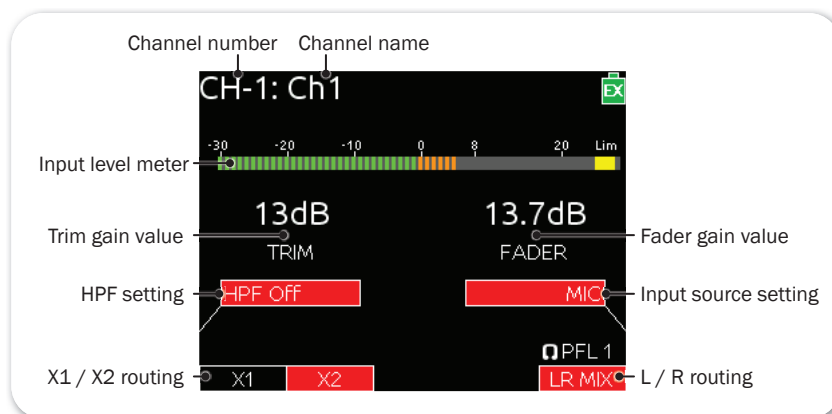 Channel number Channel name
CH-1: Ch1
EX
-30 -20 -10 0 8 20 Lim
Input level meter
13dB 13.7dB
Trim gain value
Fader gain value
TRIM FADER
HPF setting
HPF Off
MIC
Input source setting
PFL 1
X1 / X2 routing
X1 X2
LR MIX
L / R routing